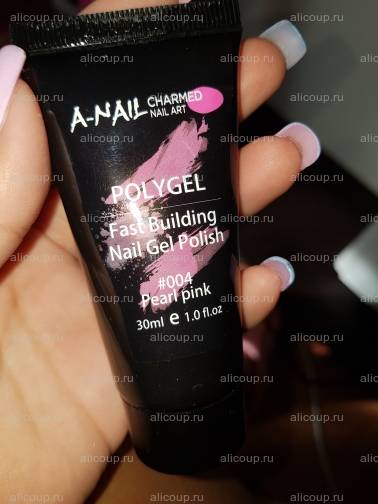 A-NAIL CHARMED
NAIL ART
POLYGEL
Fast Building
Nail Gel Polish
#004
Pearl pink
30ml e 1.0 fl.oz
alicoup.ru